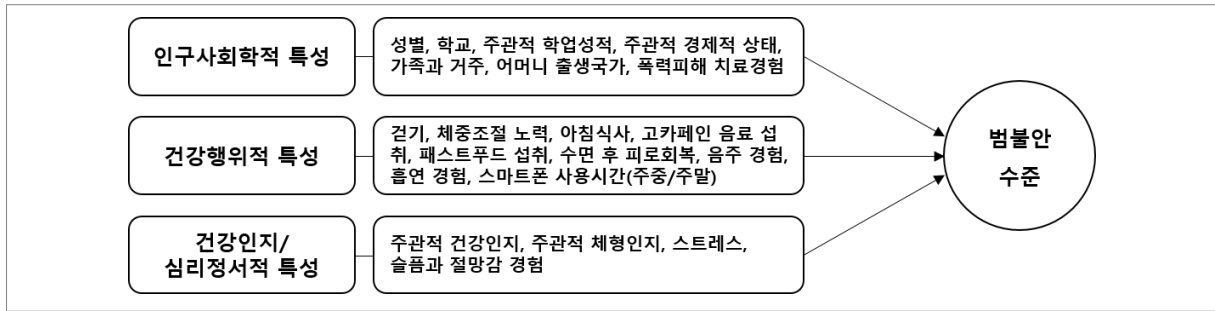 인구사회학적 특성
성별, 학교, 주관적 학업성적, 주관적 경제적 상태,
가족과 거주, 어머니 출생국가, 폭력피해 치료경험
건강행위적 특성
걷기, 체중조절 노력, 아침식사, 고카페인 음료 섭
취, 패스트푸드 섭취, 수면 후 피로회복, 음주 경험,
흡연 경험, 스마트폰 사용시간(주중/주말)
건강인지/
심리정서적 특성
주관적 건강인지, 주관적 체형인지, 스트레스,
슬픔과 절망감 경험
범불안
수준